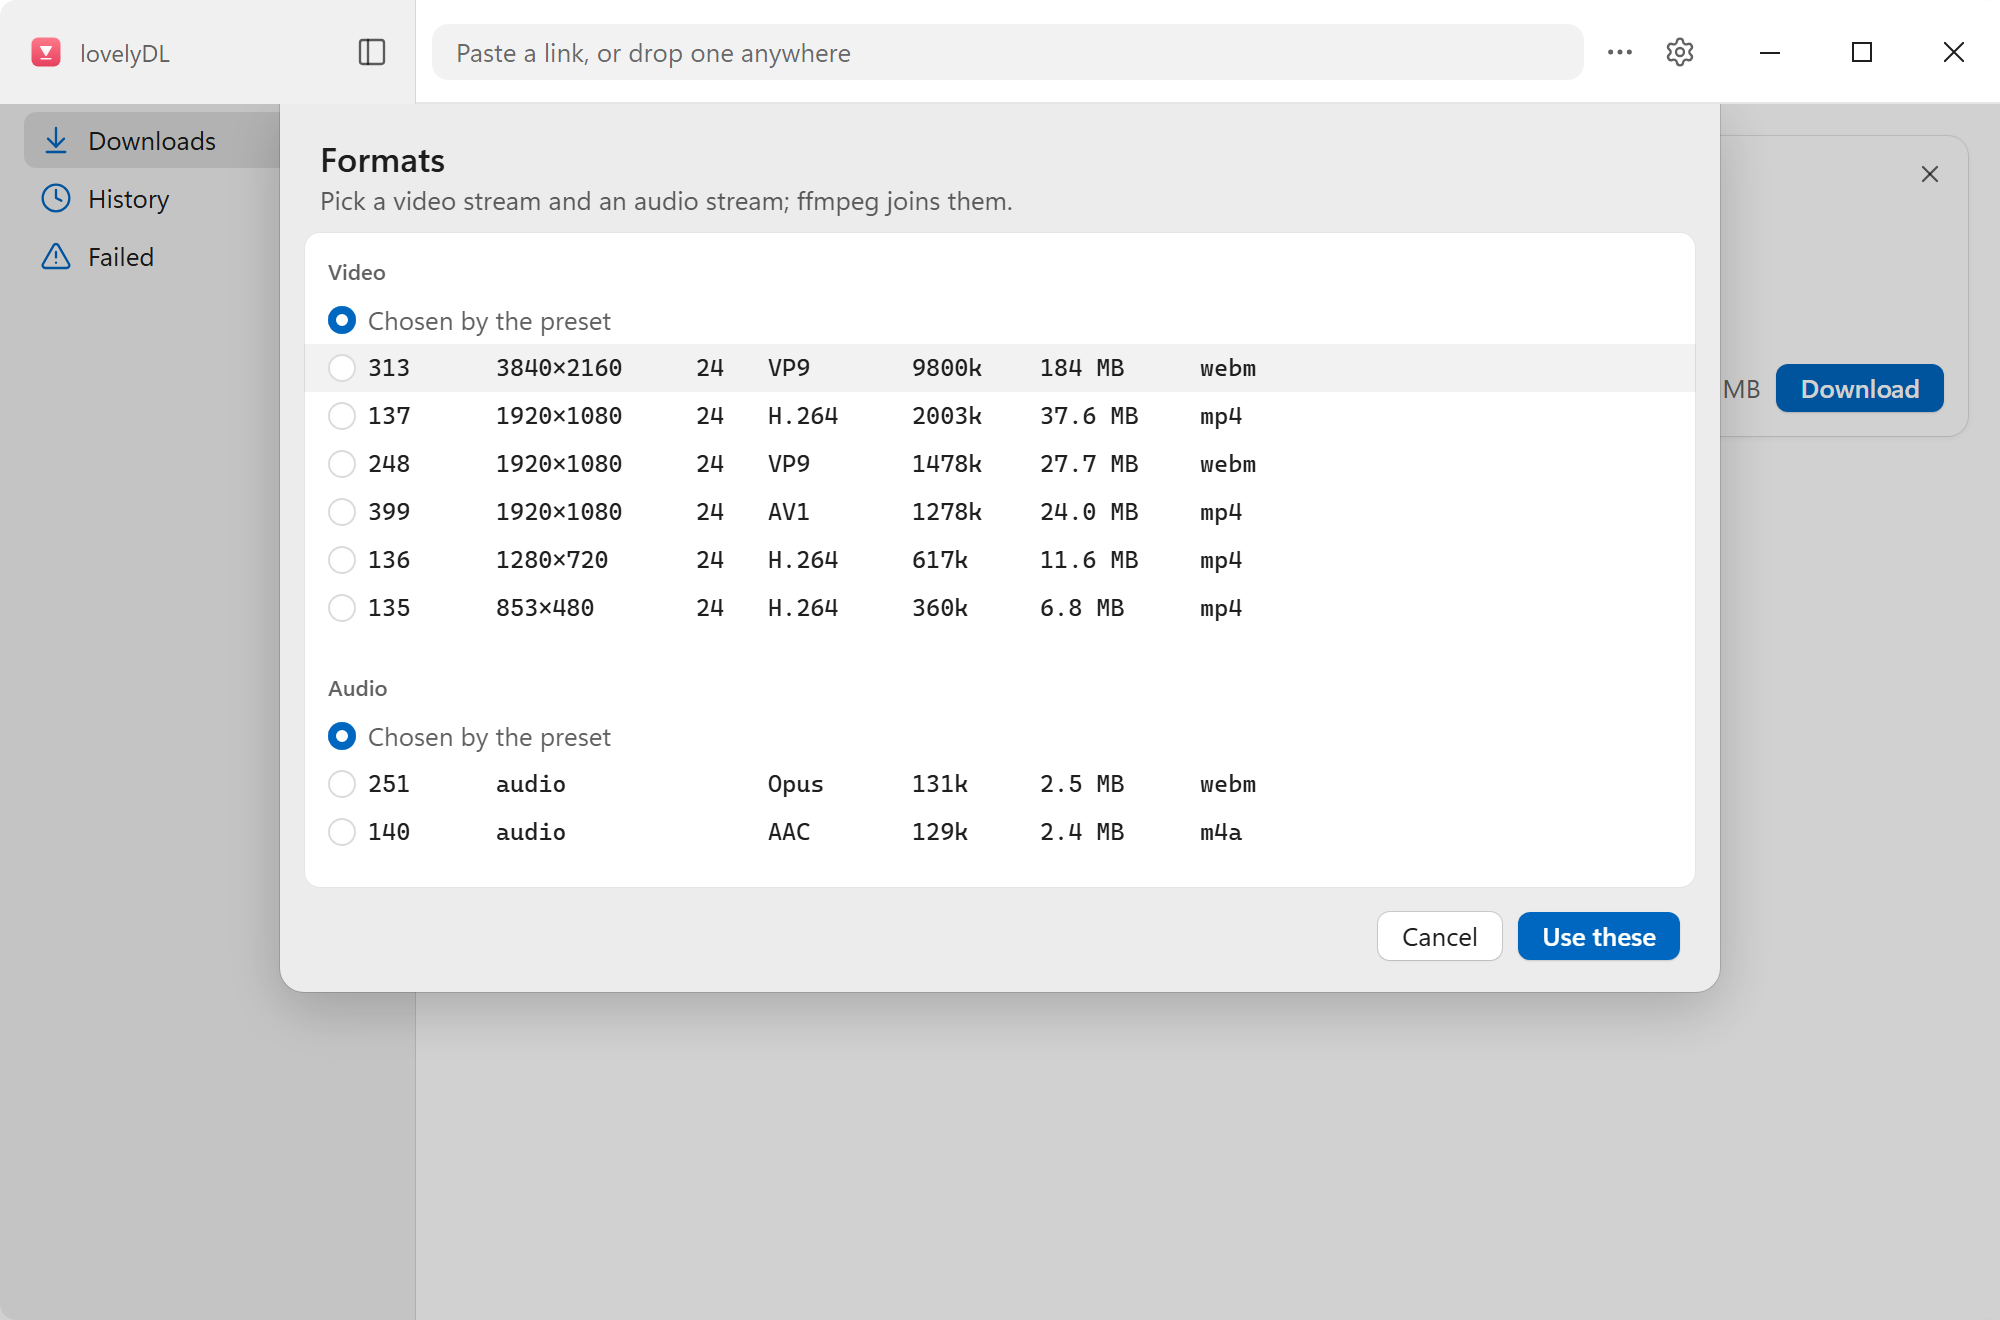 lovelyDL
Paste a link, or drop one anywhere
Downloads
History
Failed
Formats
Pick a video stream and an audio stream; ffmpeg joins them.
Video
Chosen by the preset
313 3840×2160 24 VP9 9800k 184 MB webm
137 1920×1080 24 H.264 2003k 37.6 MB mp4
248 1920×1080 24 VP9 1478k 27.7 MB webm
399 1920×1080 24 AV1 1278k 24.0 MB mp4
136 1280×720 24 H.264 617k 11.6 MB mp4
135 853×480 24 H.264 360k 6.8 MB mp4
Audio
Chosen by the preset
251 audio Opus 131k 2.5 MB webm
140 audio AAC 129k 2.4 MB m4a
Cancel Use these
MB Download